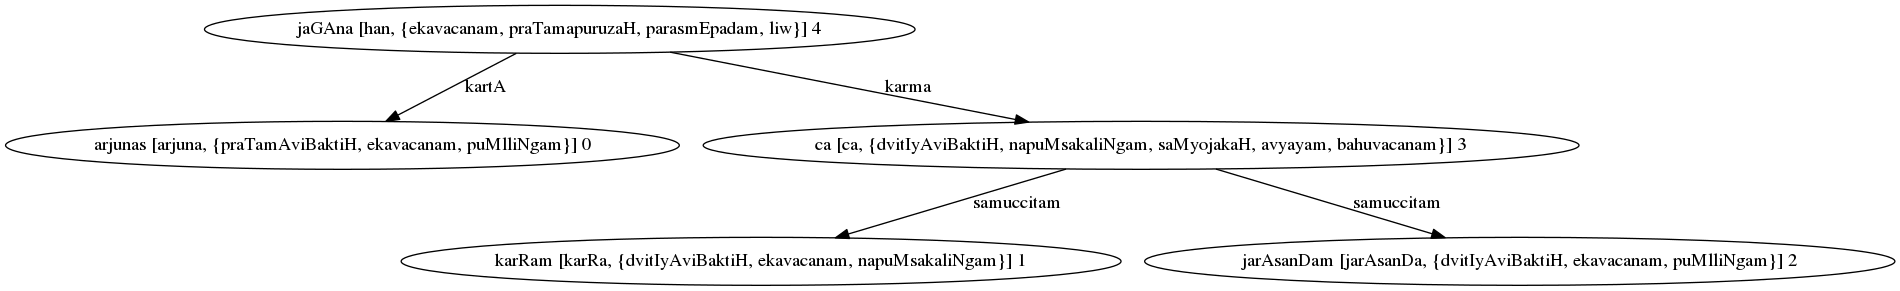 jaGAna [han, {ekavacanam, praTamapuruzaH, parasmEpadam, liw}] 4
kartA
karma
arjunas [arjuna, {praTamAviBaktiH, ekavacanam, puMlliNgam}] 0
ca [ca, {dvitIyAviBaktiH, napuMsakaliNgam, saMyojakaH, avyayam, bahuvacanam}] 3
samuccitam
samuccitam
karRam [karRa, {dvitIyAviBaktiH, ekavacanam, napuMsakaliNgam}] 1
jarAsanDam [jarAsanDa, {dvitIyAviBaktiH, ekavacanam, puMlliNgam}] 2